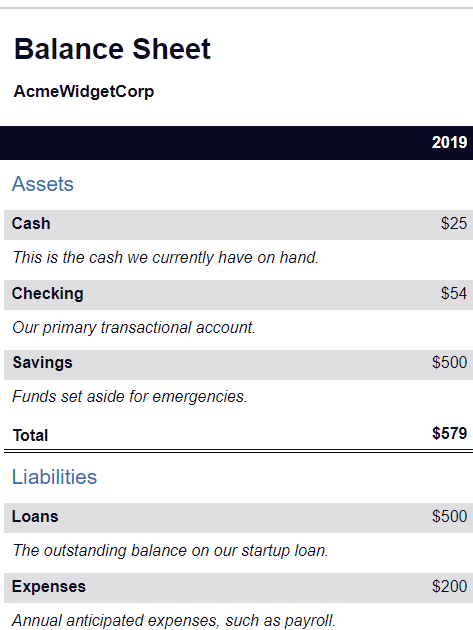 Balance Sheet
AcmeWidgetCorp
2019
Assets
Cash $25
This is the cash we currently have on hand.
Checking $54
Our primary transactional account.
Savings $500
Funds set aside for emergencies.
Total $579
Liabilities
Loans $500
The outstanding balance on our startup loan.
Expenses $200
Annual anticipated expenses, such as payroll.